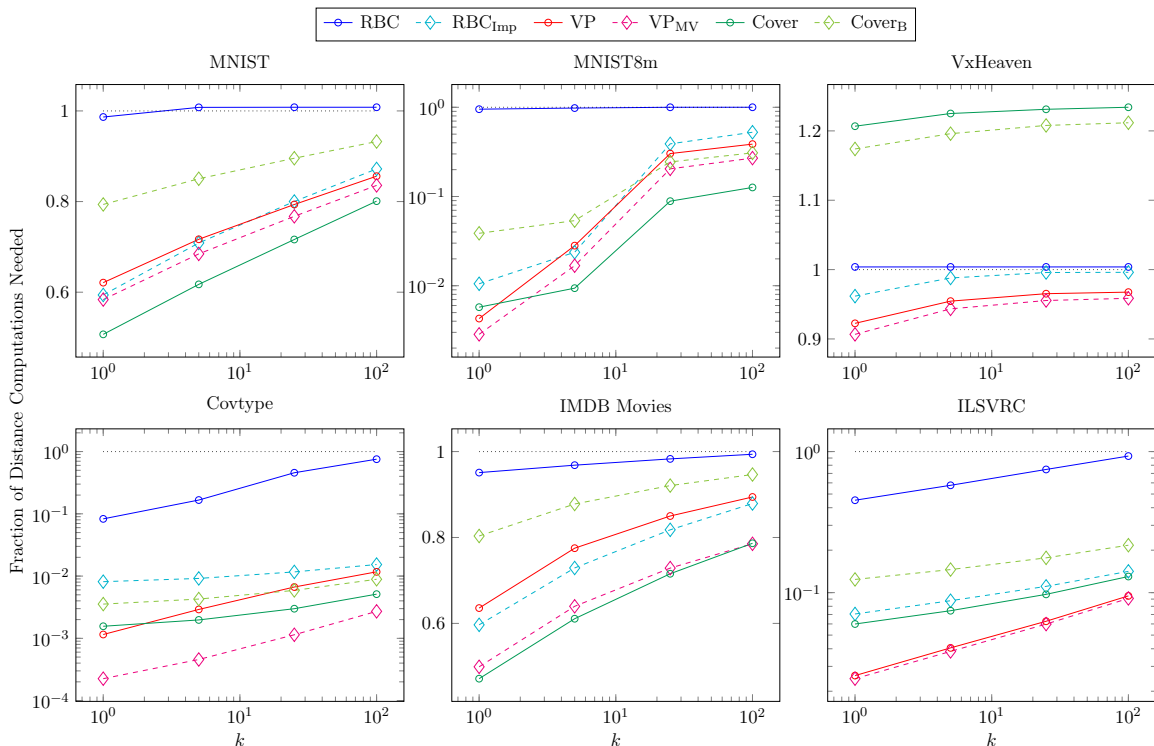 RBC RBC_Imp VP VP_MV Cover Cover_B
MNIST MNIST8m VxHeaven
Fraction of Distance Computations Needed
1
0.8
0.6
10^0 10^1 10^2
10^0
10^-1
10^-2
10^0 10^1 10^2
1.2
1
0.9
10^0 10^1 10^2
Covtype IMDB Movies ILSVRC
10^0
10^-1
10^-2
10^-3
10^-4
10^0 10^1 10^2
k
1
0.8
0.6
10^0 10^1 10^2
k
10^0
10^-1
10^0 10^1 10^2
k